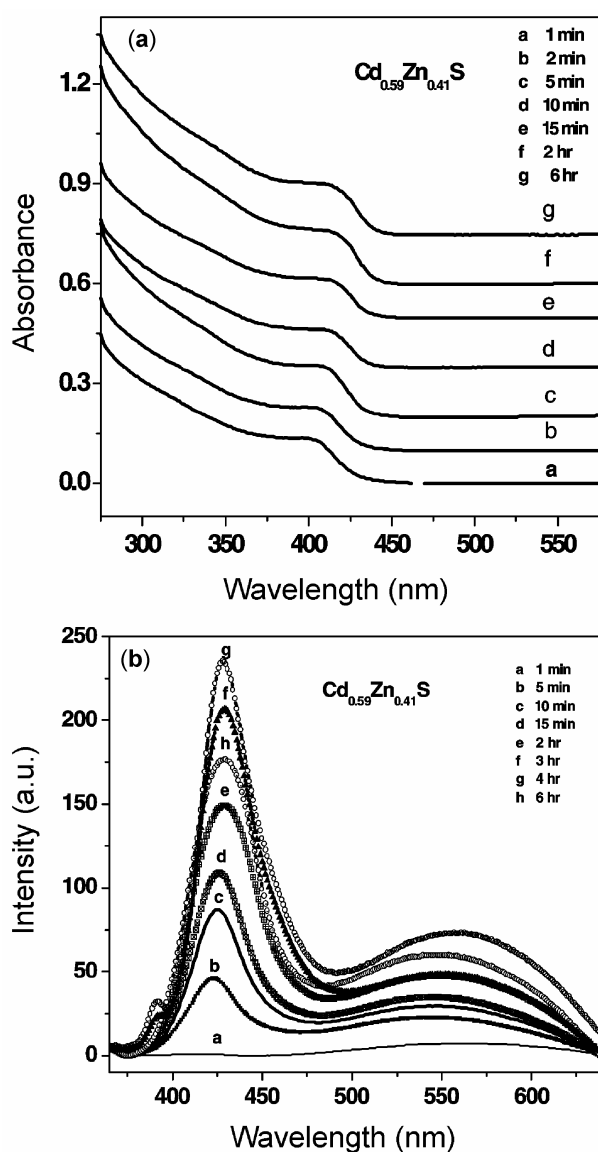 (a)
Cd0.59Zn0.41S
a 1 min
b 2 min
c 5 min
d 10 min
e 15 min
f 2 hr
g 6 hr
1.2
0.9
0.6
0.3
0.0
Absorbance
g
f
e
d
c
b
a
300 350 400 450 500 550
Wavelength (nm)
(b)
Cd0.59Zn0.41S
a 1 min
b 5 min
c 10 min
d 15 min
e 2 hr
f 3 hr
g 4 hr
h 6 hr
250
200
150
100
50
0
Intensity (a.u.)
g
f
h
e
d
c
b
a
400 450 500 550 600
Wavelength (nm)